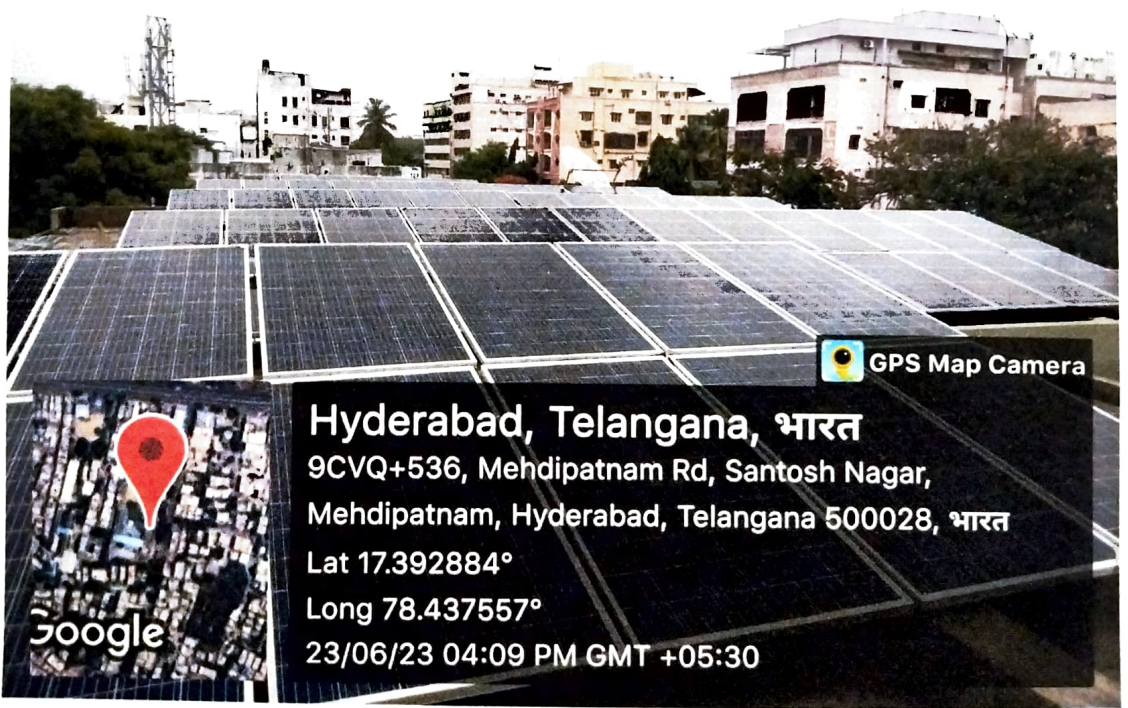 GPS Map Camera
Hyderabad, Telangana, भारत
9CVQ+536, Mehdipatnam Rd, Santosh Nagar,
Mehdipatnam, Hyderabad, Telangana 500028, भारत
Lat 17.392884°
Long 78.437557°
23/06/23 04:09 PM GMT +05:30
Google